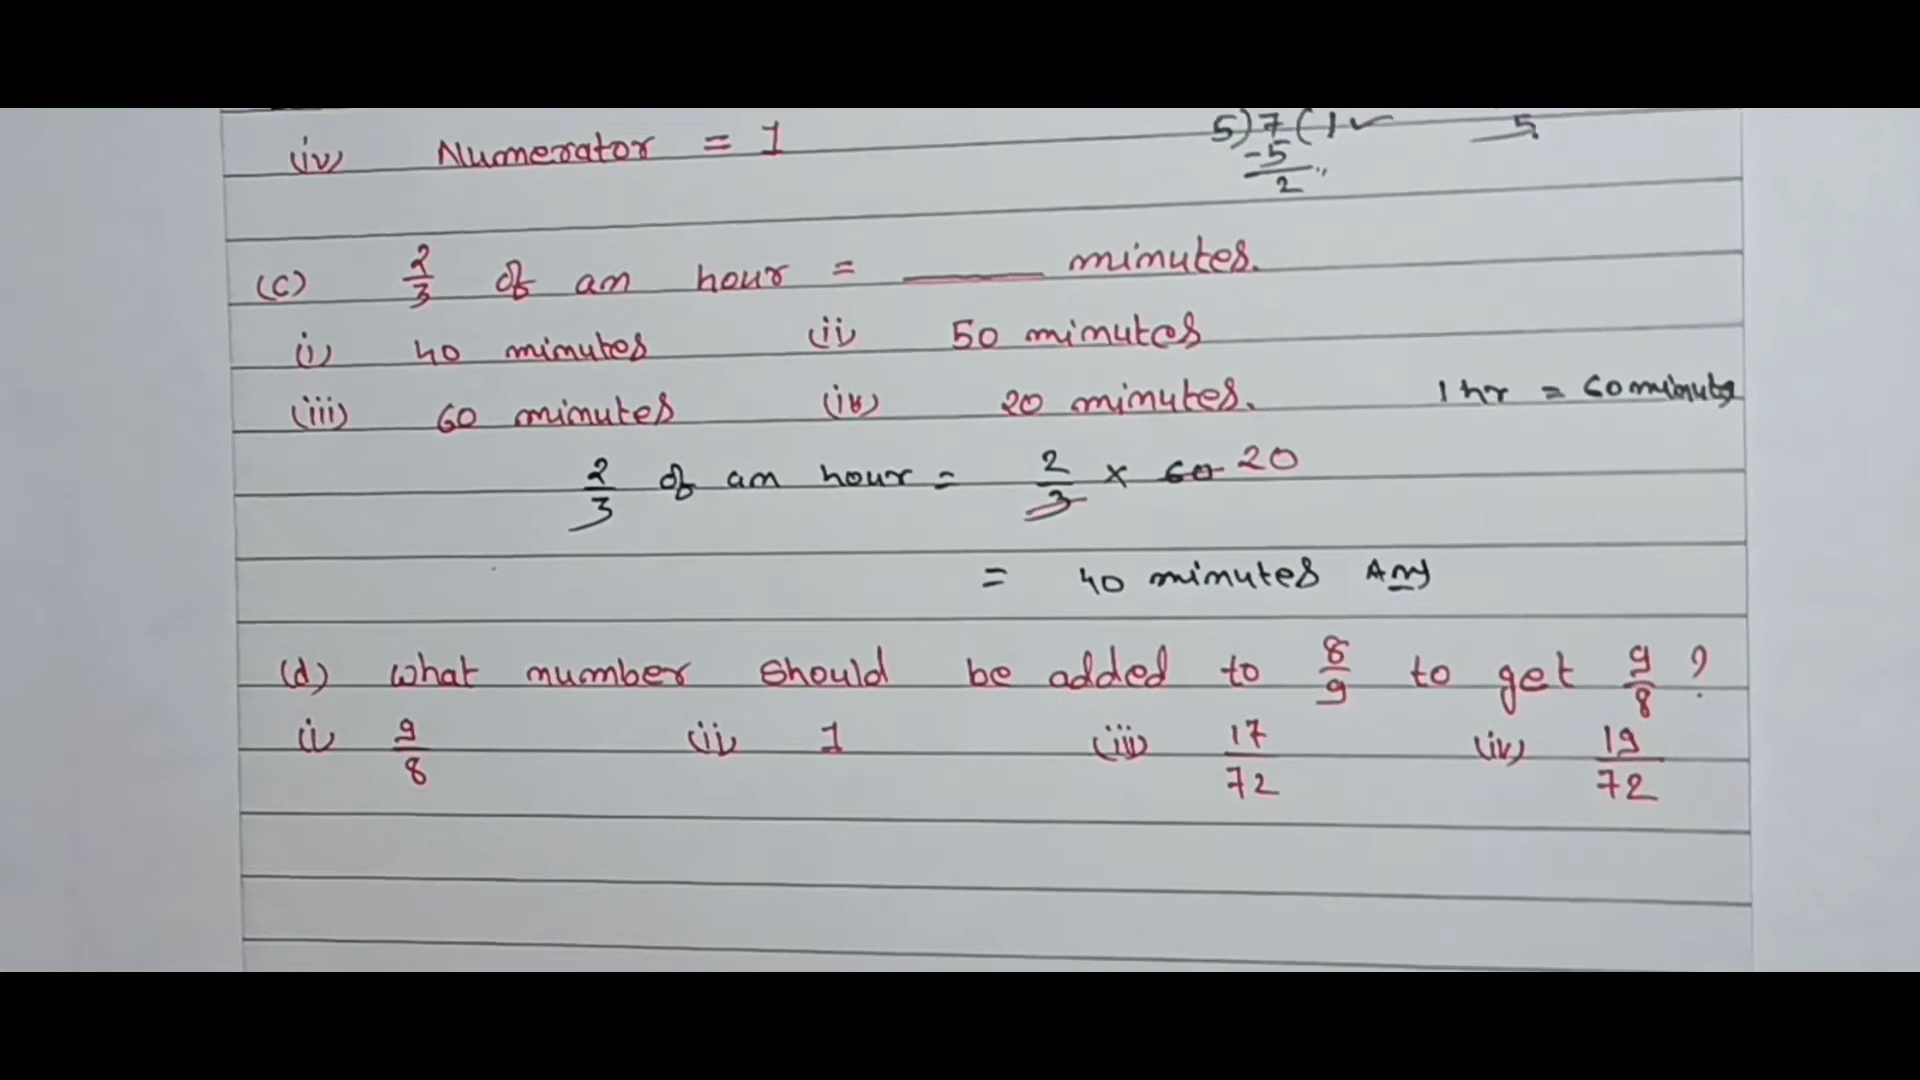 (iv) Numerator = 1
5)7(1✓
-5
2
5
(c) 2/3 of an hour = ______ minutes.
(i) 40 minutes (ii) 50 minutes
(iii) 60 minutes (iv) 20 minutes.
1 hr = 60 minutes
2/3 of an hour = 2/3 × 60 20
= 40 minutes Ans
(d) What number should be added to 8/9 to get 9/8 ?
(i) 9/8 (ii) 1 (iii) 17/72 (iv) 19/72